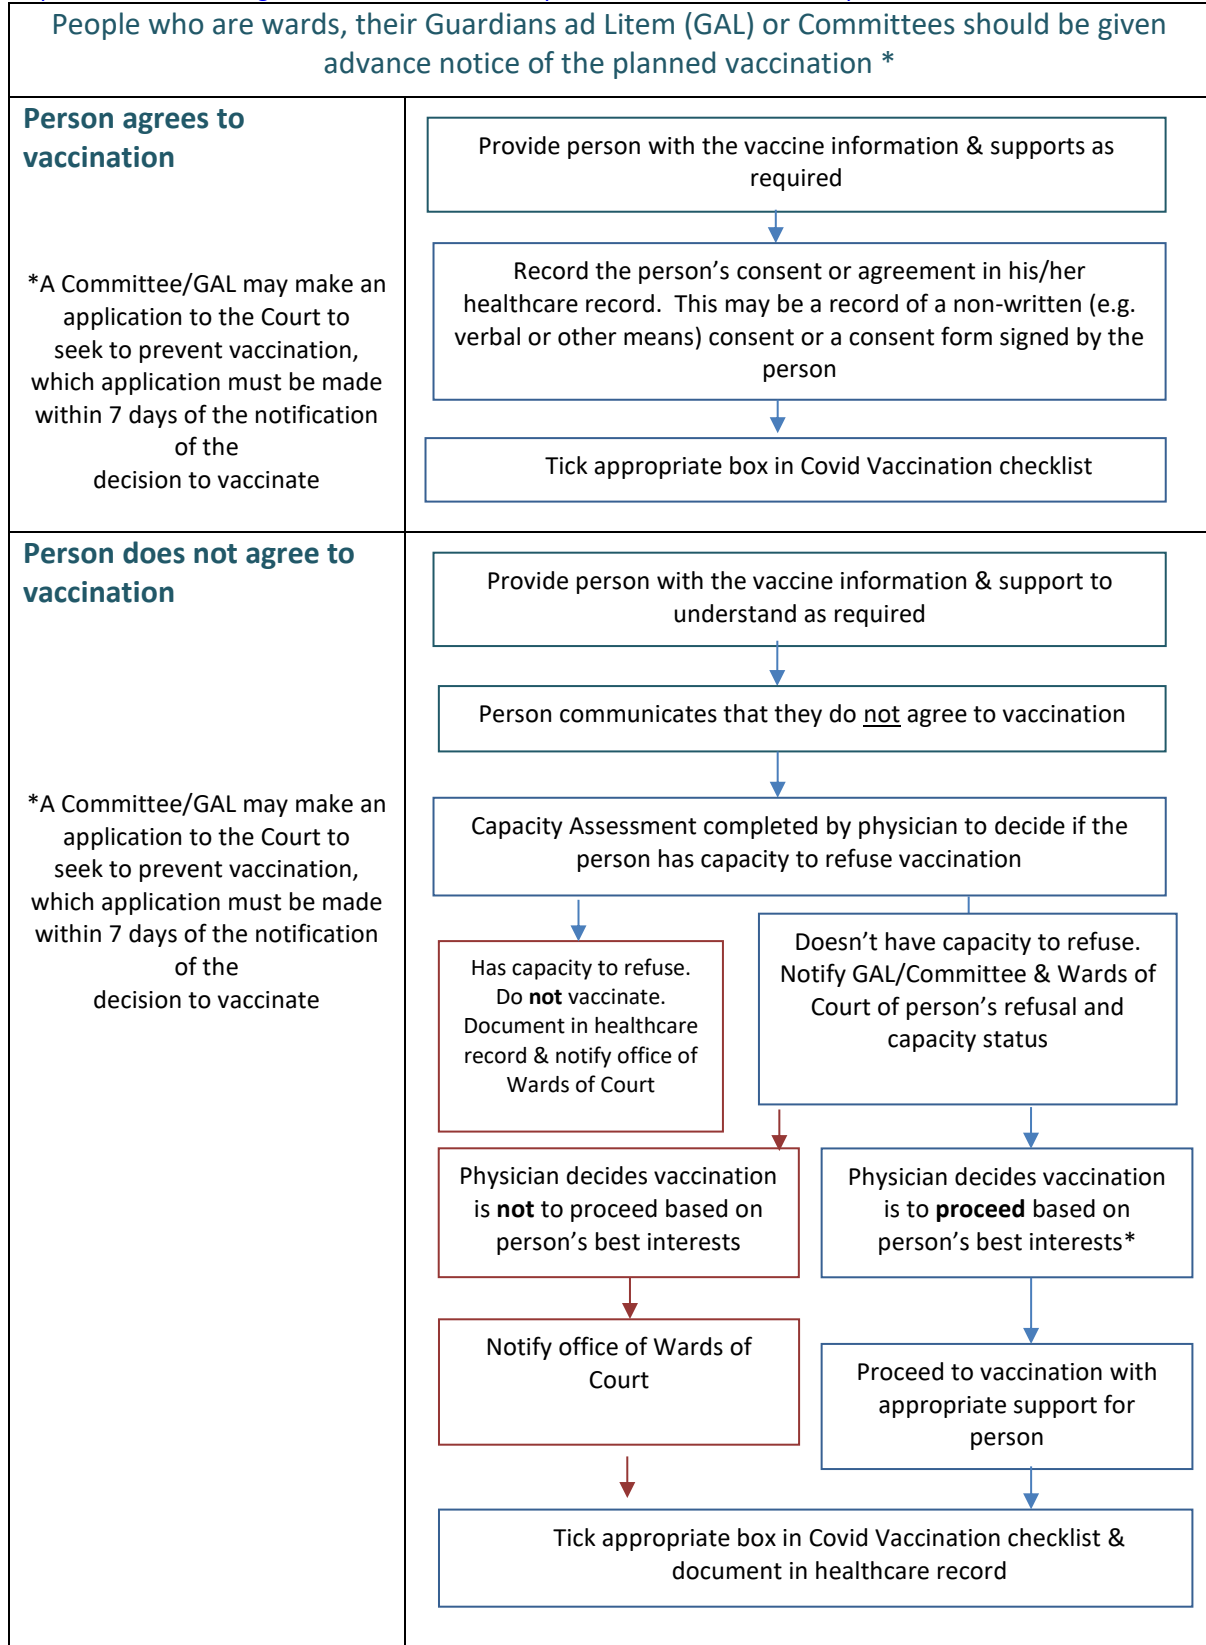 People who are wards, their Guardians ad Litem (GAL) or Committees should be given
advance notice of the planned vaccination *
Person agrees to
vaccination
*A Committee/GAL may make an
application to the Court to
seek to prevent vaccination,
which application must be made
within 7 days of the notification
of the
decision to vaccinate
Provide person with the vaccine information & supports as
required
Record the person’s consent or agreement in his/her
healthcare record.  This may be a record of a non-written (e.g.
verbal or other means) consent or a consent form signed by the
person
Tick appropriate box in Covid Vaccination checklist
Person does not agree to
vaccination
*A Committee/GAL may make an
application to the Court to
seek to prevent vaccination,
which application must be made
within 7 days of the notification
of the
decision to vaccinate
Provide person with the vaccine information & support to
understand as required
Person communicates that they do not agree to vaccination
Capacity Assessment completed by physician to decide if the
person has capacity to refuse vaccination
Has capacity to refuse.
Do not vaccinate.
Document in healthcare
record & notify office of
Wards of Court
Doesn’t have capacity to refuse.
Notify GAL/Committee & Wards of
Court of person’s refusal and
capacity status
Physician decides vaccination
is not to proceed based on
person’s best interests
Physician decides vaccination
is to proceed based on
person’s best interests*
Notify office of Wards of
Court
Proceed to vaccination with
appropriate support for
person
Tick appropriate box in Covid Vaccination checklist &
document in healthcare record